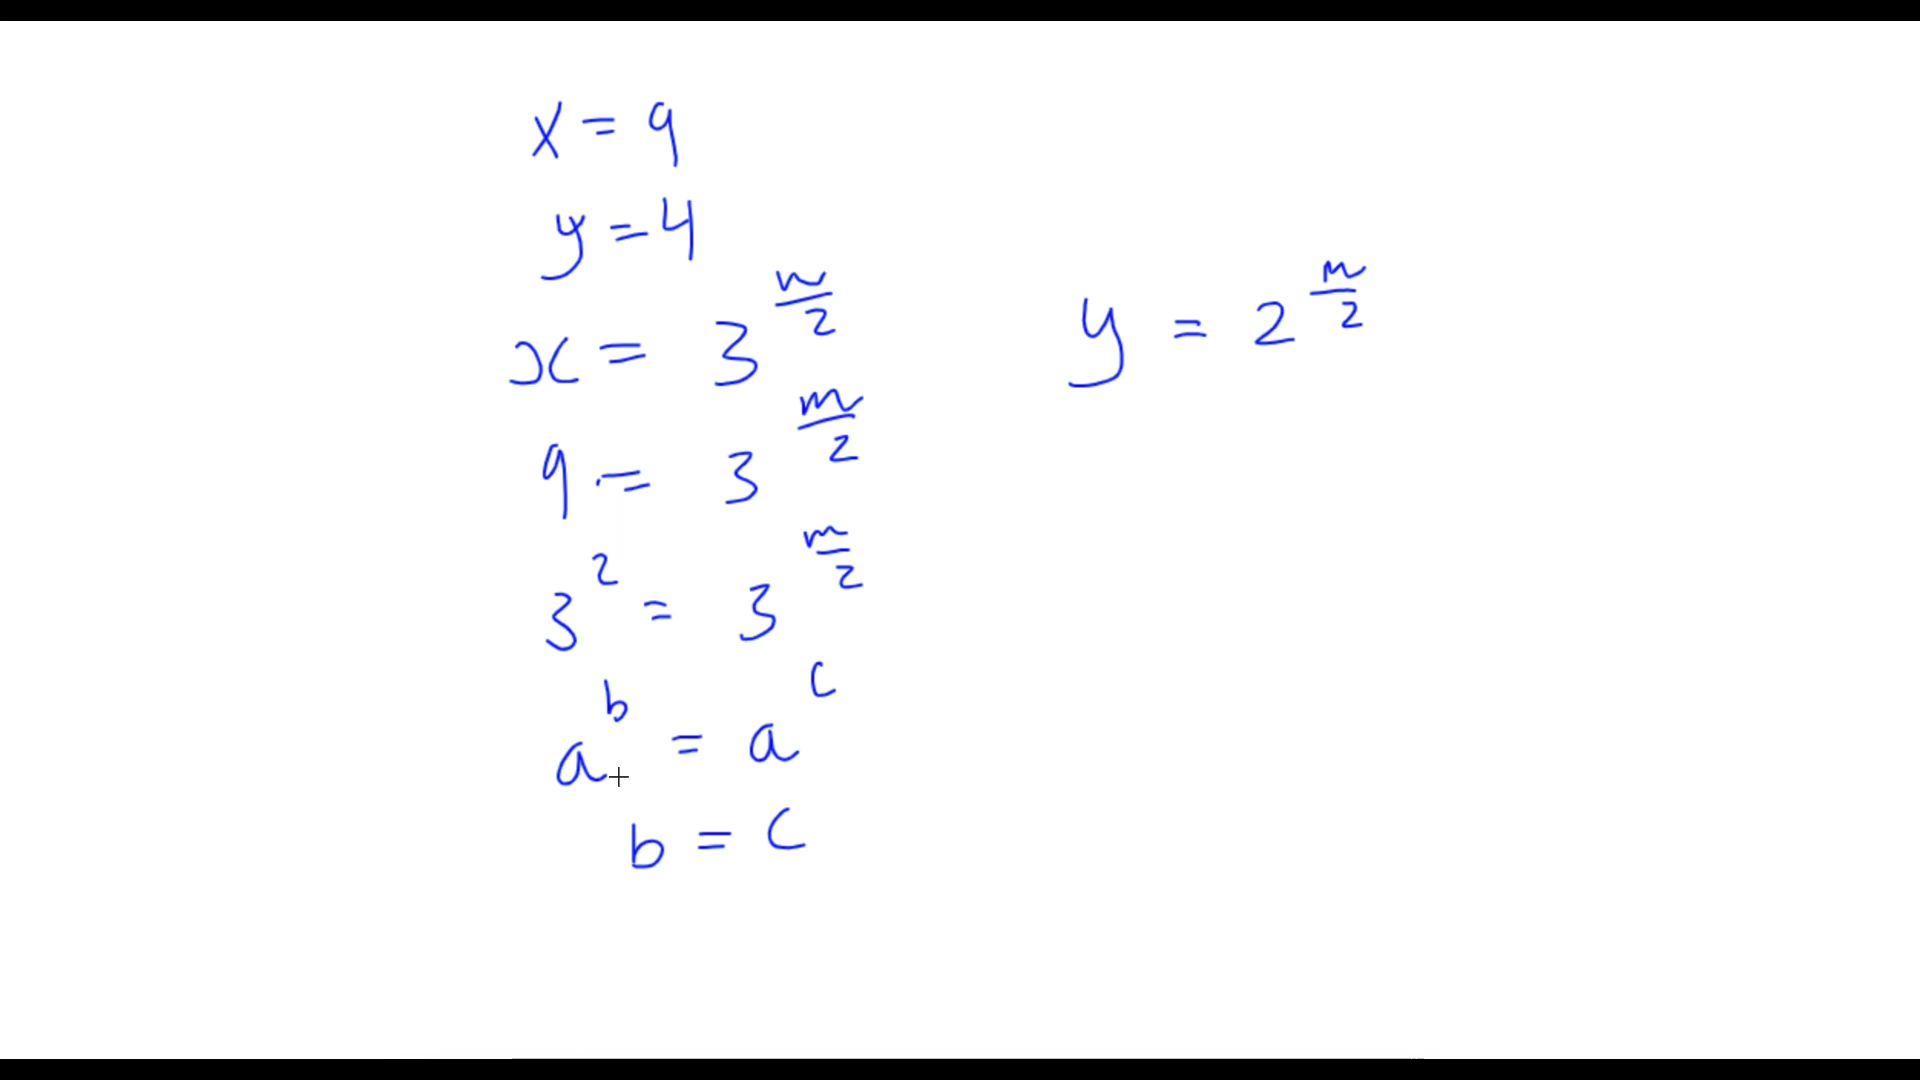 x = 9
y = 4
x = 3^(m/2)
y = 2^(m/2)
9 = 3^(m/2)
3^2 = 3^(m/2)
a^b = a^c
b = c